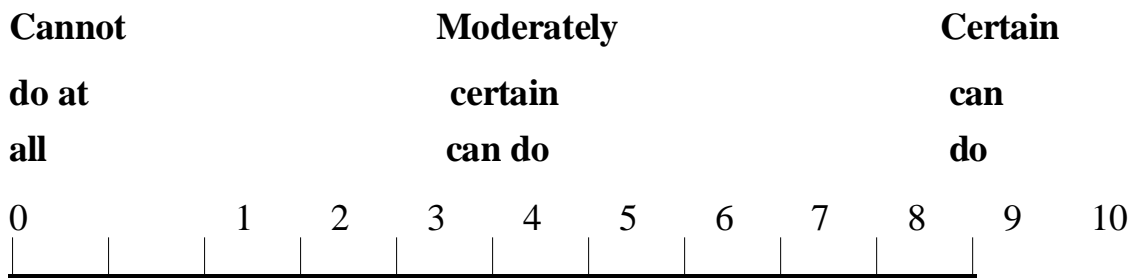 Cannot Moderately Certain
do at certain can
all can do do
0 1 2 3 4 5 6 7 8 9 10